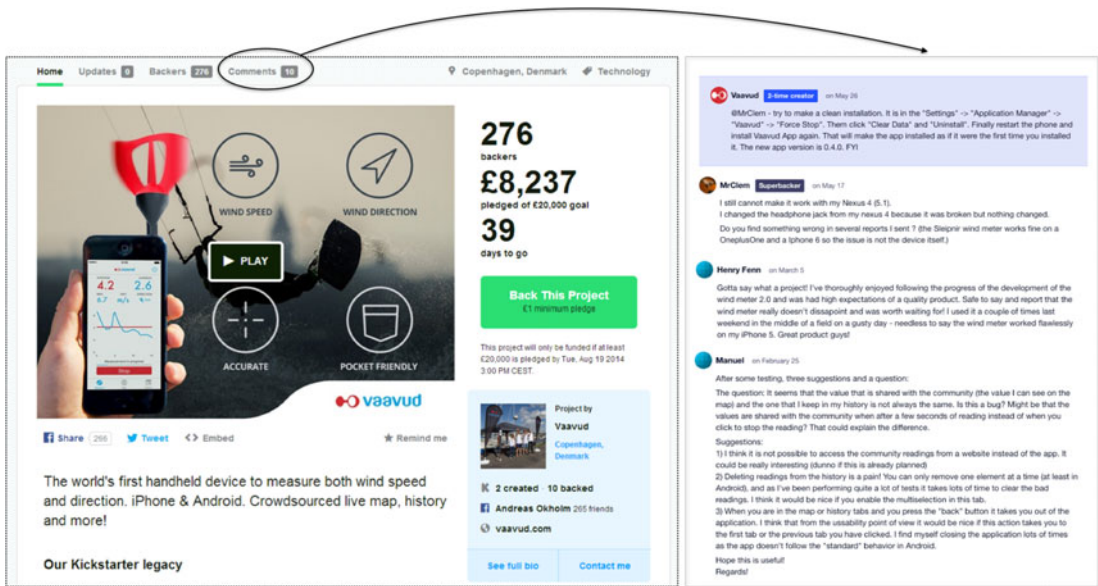 Home Updates 0 Backers 276 Comments 10 Copenhagen, Denmark Technology
WIND SPEED
WIND DIRECTION
PLAY
4.2 2.6
Stop
ACCURATE
POCKET FRIENDLY
vaavud
276
backers
£8,237
pledged of £20,000 goal
39
days to go
Back This Project
£1 minimum pledge
This project will only be funded if at least
£20,000 is pledged by Tue, Aug 19 2014
3:00 PM CEST.
Project by
Vaavud
Copenhagen,
Denmark
2 created · 10 backed
Andreas Okholm 265 friends
vaavud.com
See full bio Contact me
Share 266 Tweet Embed Remind me
The world's first handheld device to measure both wind speed
and direction. iPhone & Android. Crowdsourced live map, history
and more!
Our Kickstarter legacy
Vaavud 2-time creator on May 26
@MrClem - try to make a clean installation. It is in the "Settings" -> "Application Manager" ->
"Vaavud" -> "Force Stop". Them click "Clear Data" and "Uninstall". Finally restart the phone and
install Vaavud App again. That will make the app installed as if it were the first time you installed
it. The new app version is 0.4.0. FYI
MrClem Superbacker on May 17
I still cannot make it work with my Nexus 4 (5.1).
I changed the headphone jack from my nexus 4 because it was broken but nothing changed.
Do you find something wrong in several reports I sent ? (the Sleipnir wind meter works fine on a
OneplusOne and a Iphone 6 so the issue is not the device itself.)
Henry Fenn on March 5
Gotta say what a project! I've thoroughly enjoyed following the progress of the development of the
wind meter 2.0 and was had high expectations of a quality product. Safe to say and report that the
wind meter really doesn't dissapoint and was worth waiting for! I used it a couple of times last
weekend in the middle of a field on a gusty day - needless to say the wind meter worked flawlessly
on my iPhone 5. Great product guys!
Manuel on February 25
After some testing, three suggestions and a question:
The question: It seems that the value that is shared with the community (the value I can see on the
map) and the one that I keep in my history is not always the same. Is this a bug? Might be that the
values are shared with the community when after a few seconds of reading instead of when you
click to stop the reading? That could explain the difference.
Suggestions:
1) I think it is not possible to access the community readings from a website instead of the app. It
could be really interesting (dunno if this is already planned)
2) Deleting readings from the history is a pain! You can only remove one element at a time (at least in
Android), and as I've been performing quite a lot of tests it takes lots of time to clear the bad
readings. I think it would be nice if you enable the multiselection in this tab.
3) When you are in the map or history tabs and you press the "back" button it takes you out of the
application. I think that from the ussability point of view it would be nice if this action takes you to
the first tab or the previous tab you have clicked. I find myself closing the application lots of times
as the app doesn't follow the "standard" behavior in Android.
Hope this is useful!
Regards!